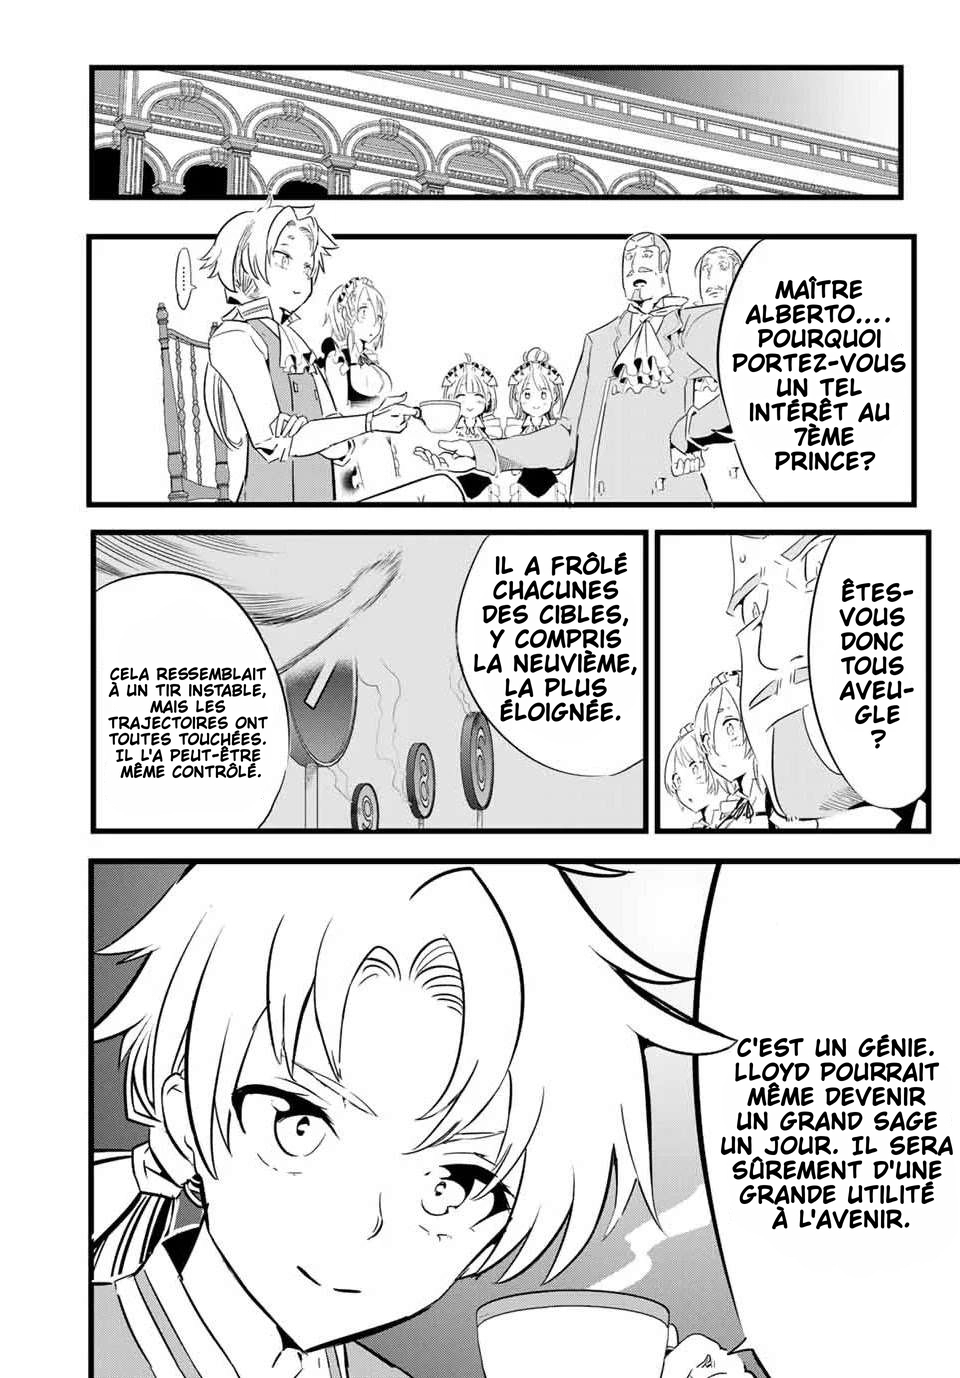 MAÎTRE
ALBERTO....
POURQUOI
PORTEZ-VOUS
UN TEL
INTÉRÊT AU
7ÈME
PRINCE?
......
ÊTES-
VOUS
DONC
TOUS
AVEU-
GLE
?
IL A FRÔLÉ
CHACUNES
DES CIBLES,
Y COMPRIS
LA NEUVIÈME,
LA PLUS
ÉLOIGNÉE.
CELA RESSEMBLAIT
À UN TIR INSTABLE,
MAIS LES
TRAJECTOIRES ONT
TOUTES TOUCHÉES.
IL L'A PEUT-ÊTRE
MÊME CONTRÔLÉ.
C'EST UN GÉNIE.
LLOYD POURRAIT
MÊME DEVENIR
UN GRAND SAGE
UN JOUR. IL SERA
SÛREMENT D'UNE
GRANDE UTILITÉ
À L'AVENIR.